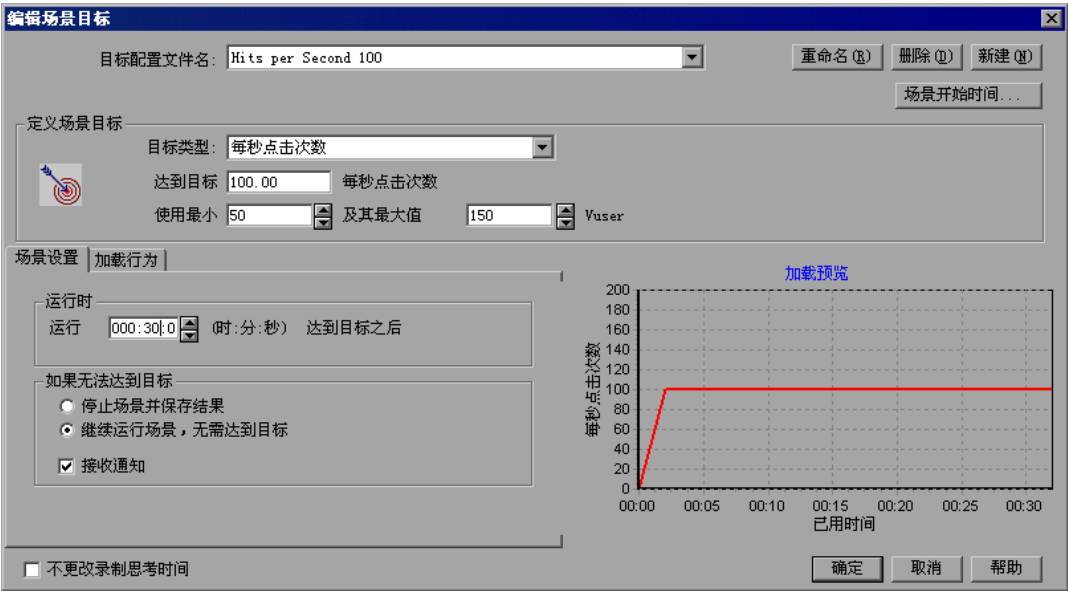 编辑场景目标
目标配置文件名: Hits per Second 100 重命名(R) 删除(D) 新建(N)
场景开始时间...
定义场景目标
目标类型: 每秒点击次数
达到目标 100.00 每秒点击次数
使用最小 50 及其最大值 150 Vuser
场景设置 加载行为
运行时
运行 000:30:0 (时:分:秒) 达到目标之后
如果无法达到目标
停止场景并保存结果
继续运行场景，无需达到目标
接收通知
加载预览
每秒点击次数
200
180
160
140
120
100
80
60
40
20
0
00:00 00:05 00:10 00:15 00:20 00:25 00:30
已用时间
不更改录制思考时间 确定 取消 帮助